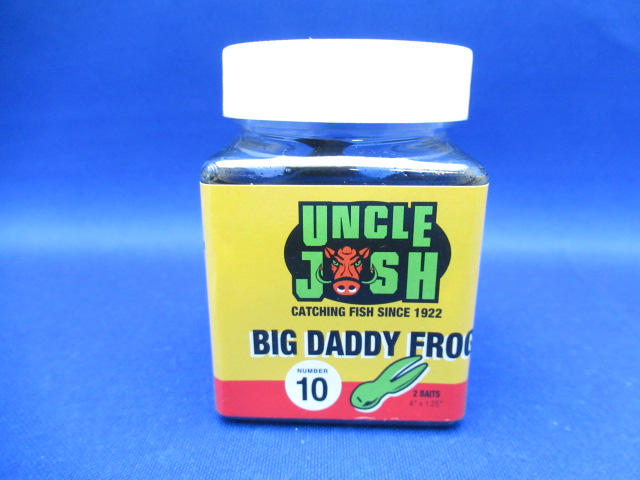 UNCLE
JOSH
CATCHING FISH SINCE 1922
BIG DADDY FROG
NUMBER
10
2 BAITS
4" x 1.25"